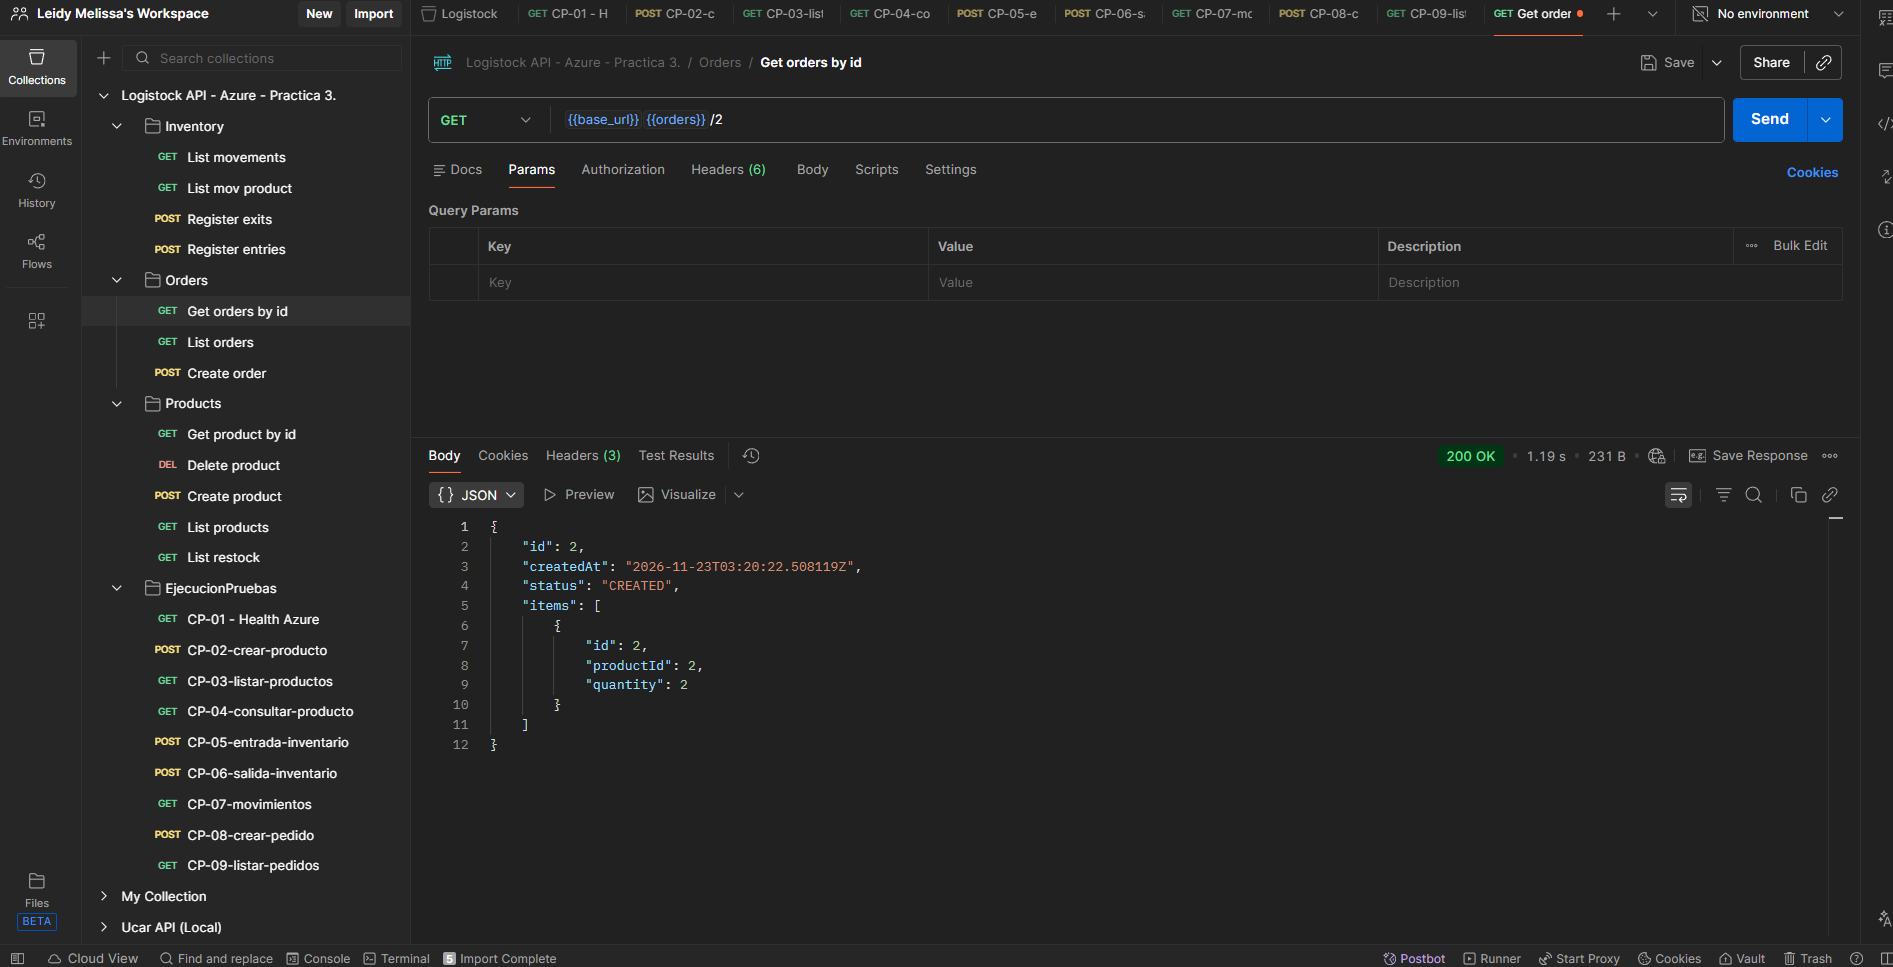 Leidy Melissa's Workspace
New
Import
Logistock
GET CP-01 - H
POST CP-02-c
GET CP-03-list
GET CP-04-co
POST CP-05-e
POST CP-06-s
GET CP-07-mo
POST CP-08-c
GET CP-09-lis
GET Get order
No environment
Collections
Environments
History
Flows
Files
BETA
Search collections
Logistock API - Azure - Practica 3.
Inventory
GET List movements
GET List mov product
POST Register exits
POST Register entries
Orders
GET Get orders by id
GET List orders
POST Create order
Products
GET Get product by id
DEL Delete product
POST Create product
GET List products
GET List restock
EjecucionPruebas
GET CP-01 - Health Azure
POST CP-02-crear-producto
GET CP-03-listar-productos
GET CP-04-consultar-producto
POST CP-05-entrada-inventario
POST CP-06-salida-inventario
GET CP-07-movimientos
POST CP-08-crear-pedido
GET CP-09-listar-pedidos
My Collection
Ucar API (Local)
HTTP Logistock API - Azure - Practica 3. / Orders / Get orders by id
Save
Share
GET
{{base_url}} {{orders}} /2
Send
Docs
Params
Authorization
Headers (6)
Body
Scripts
Settings
Cookies
Query Params
Key
Value
Description
Bulk Edit
Key
Value
Description
Body
Cookies
Headers (3)
Test Results
200 OK
1.19 s
231 B
e.g. Save Response
{} JSON
Preview
Visualize
1 {
2 "id": 2,
3 "createdAt": "2026-11-23T03:20:22.508119Z",
4 "status": "CREATED",
5 "items": [
6 {
7 "id": 2,
8 "productId": 2,
9 "quantity": 2
10 }
11 ]
12 }
Cloud View
Find and replace
Console
Terminal
5 Import Complete
Postbot
Runner
Start Proxy
Cookies
Vault
Trash